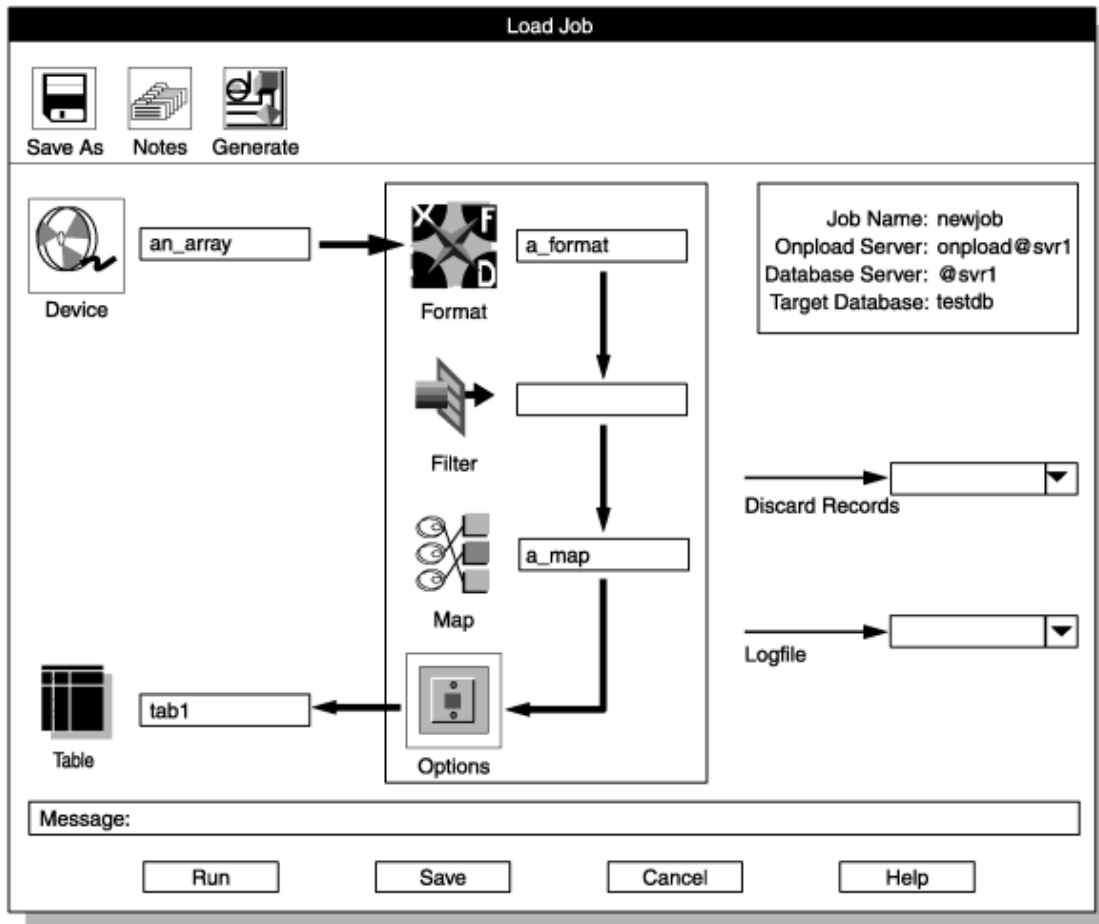 Load Job
Save As
Notes
Generate
an_array
Device
X F
D
a_format
Format
Job Name: newjob
Onpload Server: onpload@svr1
Database Server: @svr1
Target Database: testdb
Filter
Discard Records
a_map
Map
Logfile
tab1
Table
Options
Message:
Run
Save
Cancel
Help